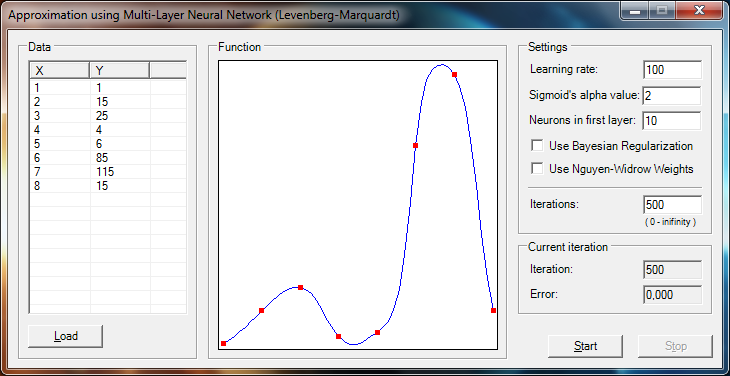 Approximation using Multi-Layer Neural Network (Levenberg-Marquardt)
Data
X Y
1 1
2 15
3 25
4 4
5 6
6 85
7 115
8 15
Load
Function
Settings
Learning rate: 100
Sigmoid's alpha value: 2
Neurons in first layer: 10
Use Bayesian Regularization
Use Nguyen-Widrow Weights
Iterations: 500
( 0 - inifinity )
Current iteration
Iteration: 500
Error: 0,000
Start Stop